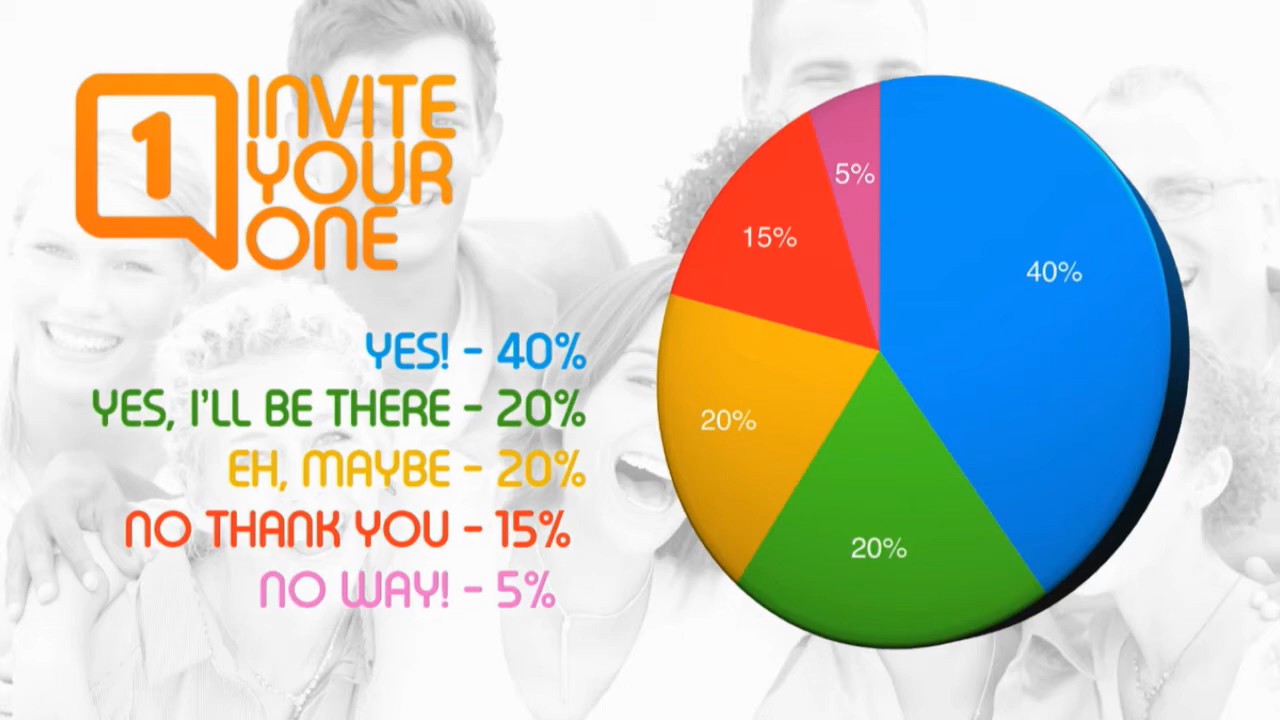 1
INVITE
YOUR
ONE
YES! - 40%
YES, I'LL BE THERE - 20%
EH, MAYBE - 20%
NO THANK YOU - 15%
NO WAY! - 5%
5%
15%
40%
20%
20%